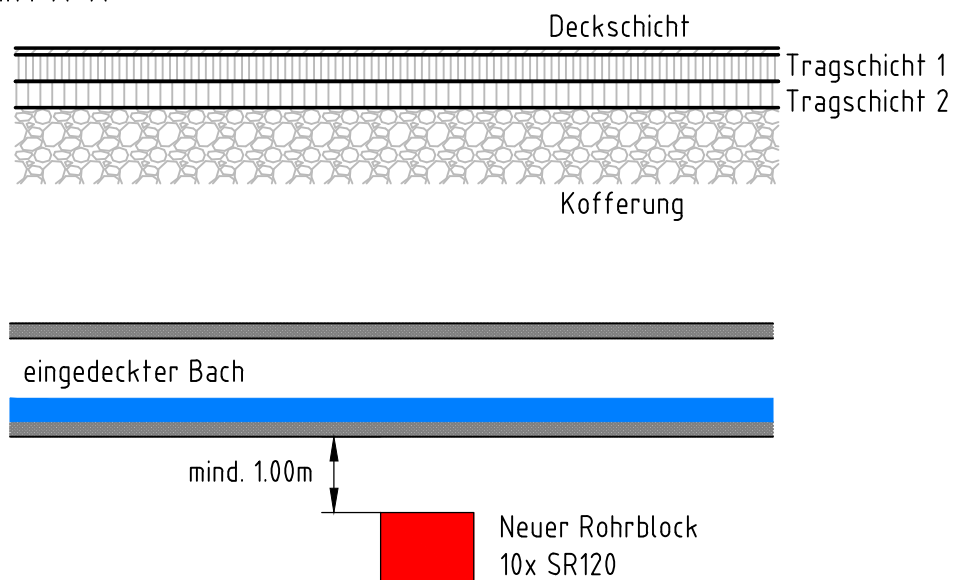 Deckschicht
Tragschicht 1
Tragschicht 2
Kofferung
eingedeckter Bach
mind. 1.00m
Neuer Rohrblock
10x SR120